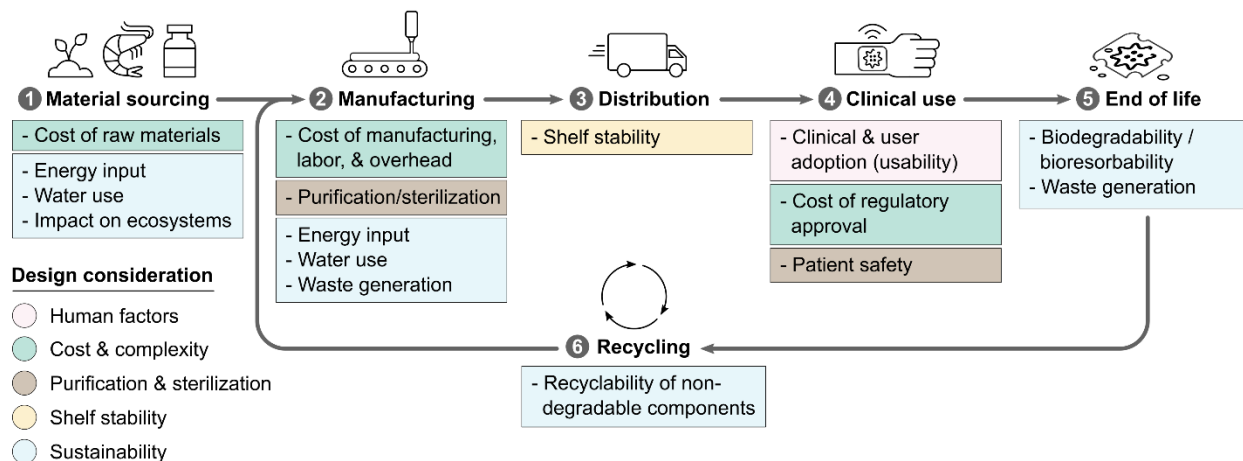 1 Material sourcing
- Cost of raw materials
- Energy input
- Water use
- Impact on ecosystems
2 Manufacturing
- Cost of manufacturing,
labor, & overhead
- Purification/sterilization
- Energy input
- Water use
- Waste generation
3 Distribution
- Shelf stability
4 Clinical use
- Clinical & user
adoption (usability)
- Cost of regulatory
approval
- Patient safety
5 End of life
- Biodegradability /
bioresorbability
- Waste generation
6 Recycling
- Recyclability of non-
degradable components
Design consideration
Human factors
Cost & complexity
Purification & sterilization
Shelf stability
Sustainability